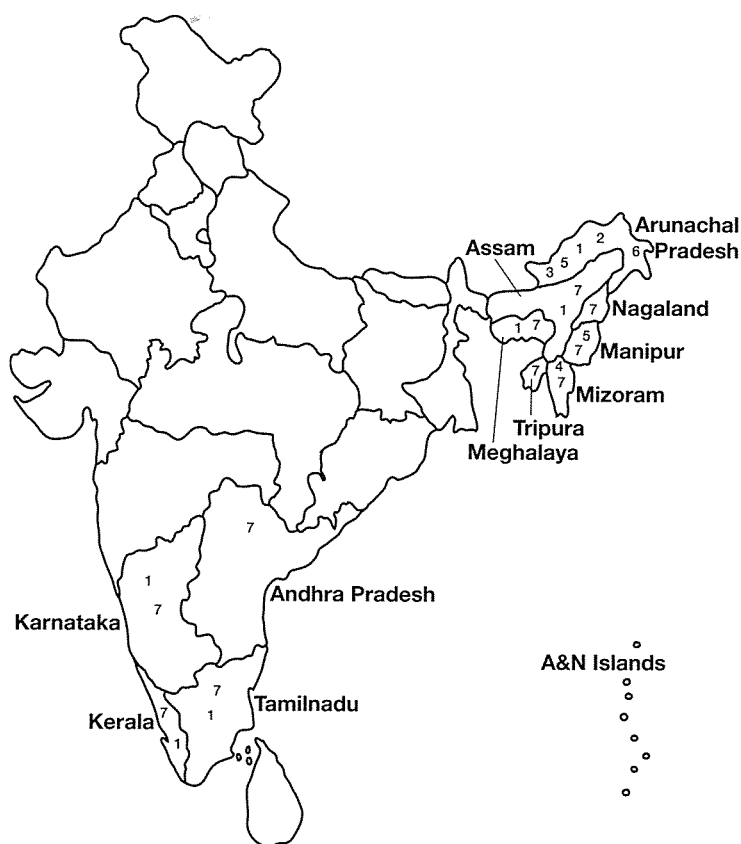 Arunachal
Pradesh
Assam
2
1
5
3
6
7
1
7
Nagaland
1
7
5
7
Manipur
7
4
7
Mizoram
Tripura
Meghalaya
7
Andhra Pradesh
1
7
Karnataka
A&N Islands
7
1
Tamilnadu
7
Kerala
1